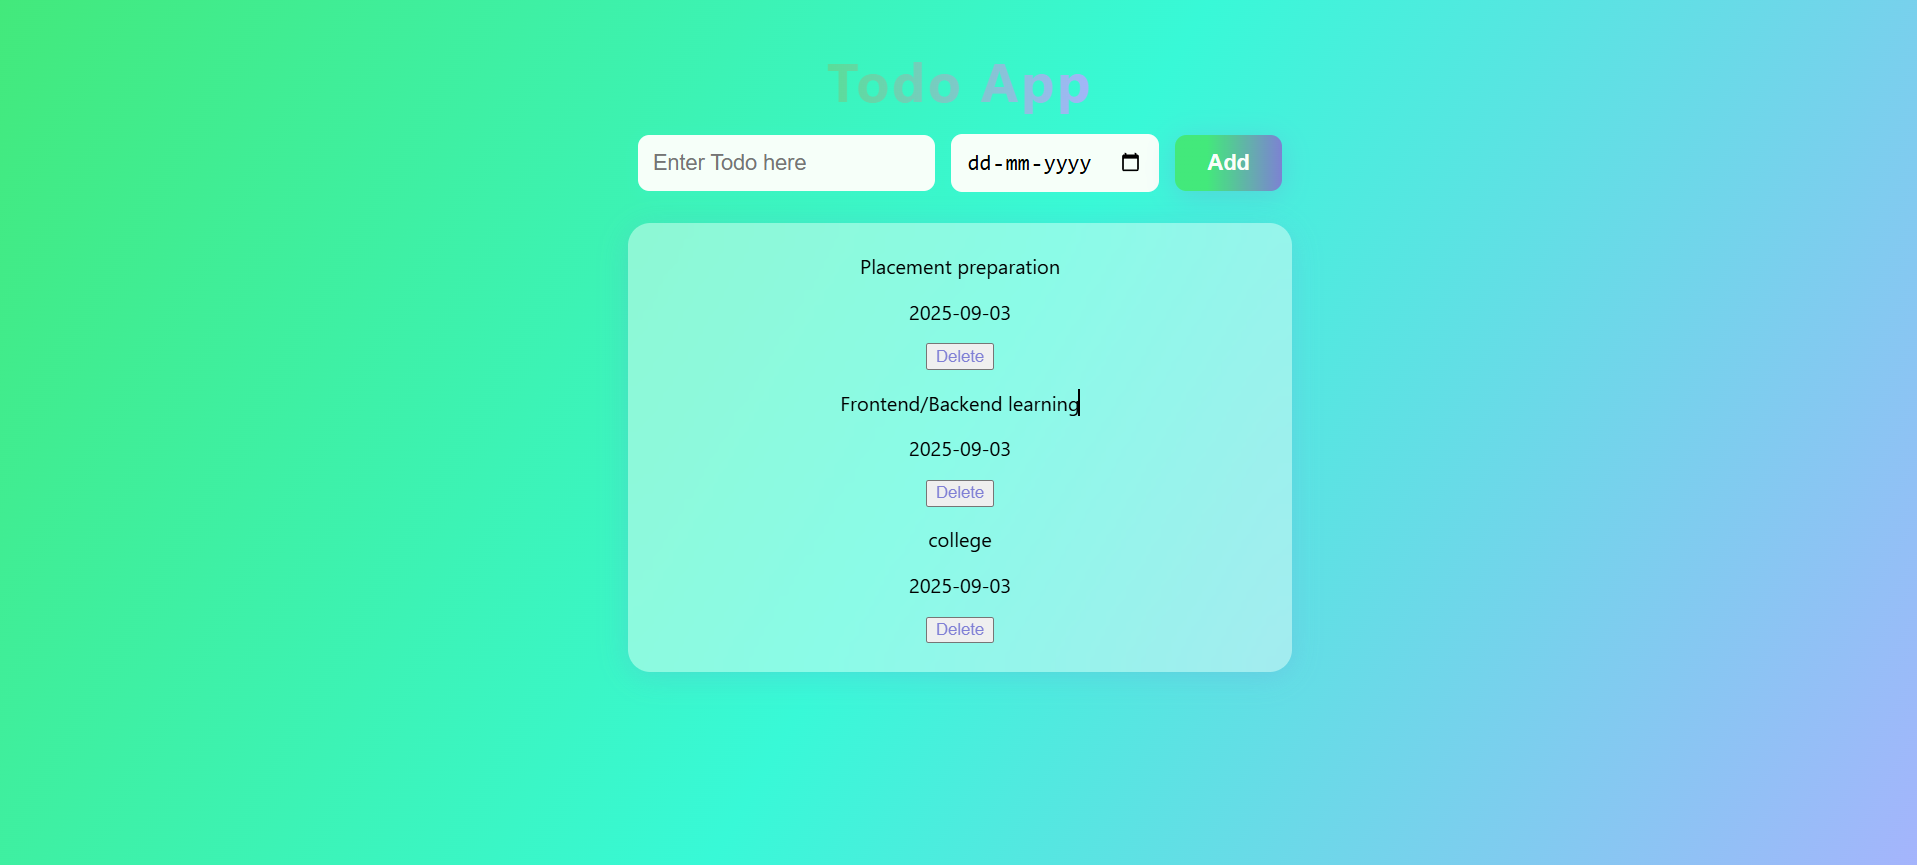 Todo App
Enter Todo here dd-mm-yyyy Add
Placement preparation
2025-09-03
Delete
Frontend/Backend learning
2025-09-03
Delete
college
2025-09-03
Delete